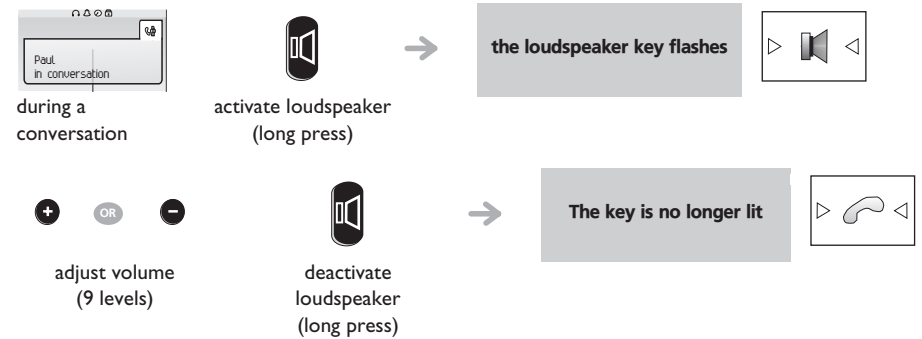 Paul
in conversation
during a
conversation
activate loudspeaker
(long press)
the loudspeaker key flashes
+
OR
-
adjust volume
(9 levels)
deactivate
loudspeaker
(long press)
The key is no longer lit